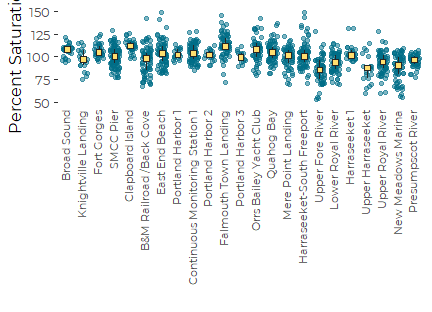 Percent Saturati
150
125
100
75
50
Broad Sound
Knightville Landing
Fort Gorges
SMCC Pier
Clapboard Island
B&M Railroad / Back Cove
East End Beach
Portland Harbor 1
Continuous Monitoring Station 1
Portland Harbor 2
Falmouth Town Landing
Portland Harbor 3
Orrs Bailey Yacht Club
Quahog Bay
Mere Point Landing
Harraseeket-South Freeport
Upper Fore River
Lower Royal River
Harraseeket 1
Upper Harraseeket
Upper Royal River
New Meadows Marina
Presumpscot River